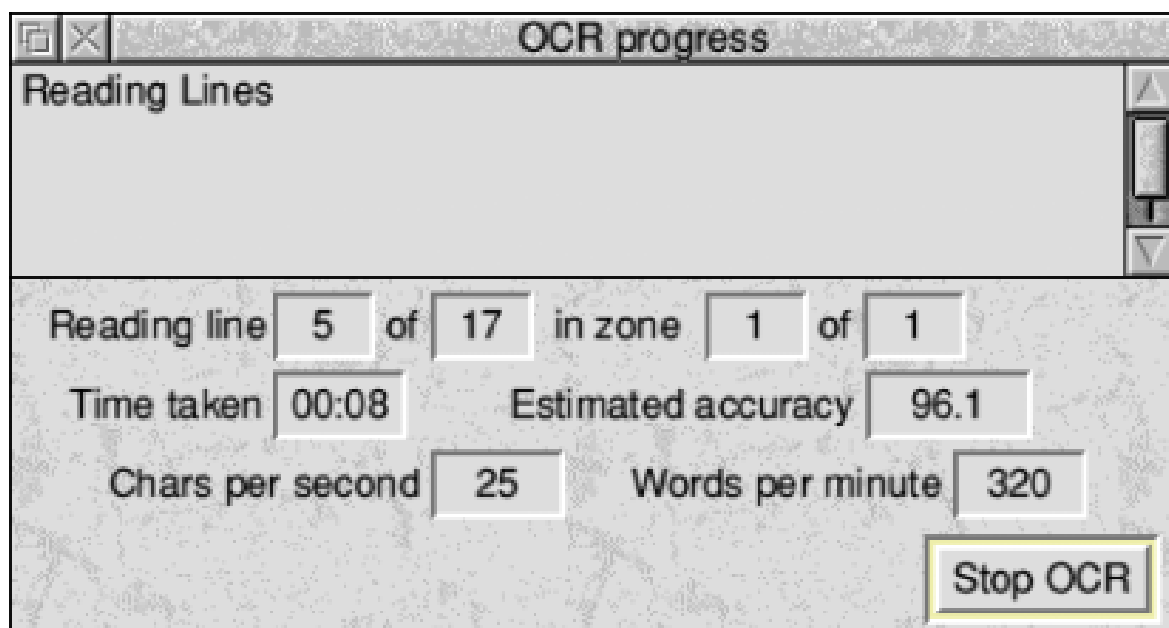 OCR progress
Reading Lines
Reading line 5 of 17 in zone 1 of 1
Time taken 00:08 Estimated accuracy 96.1
Chars per second 25 Words per minute 320
Stop OCR